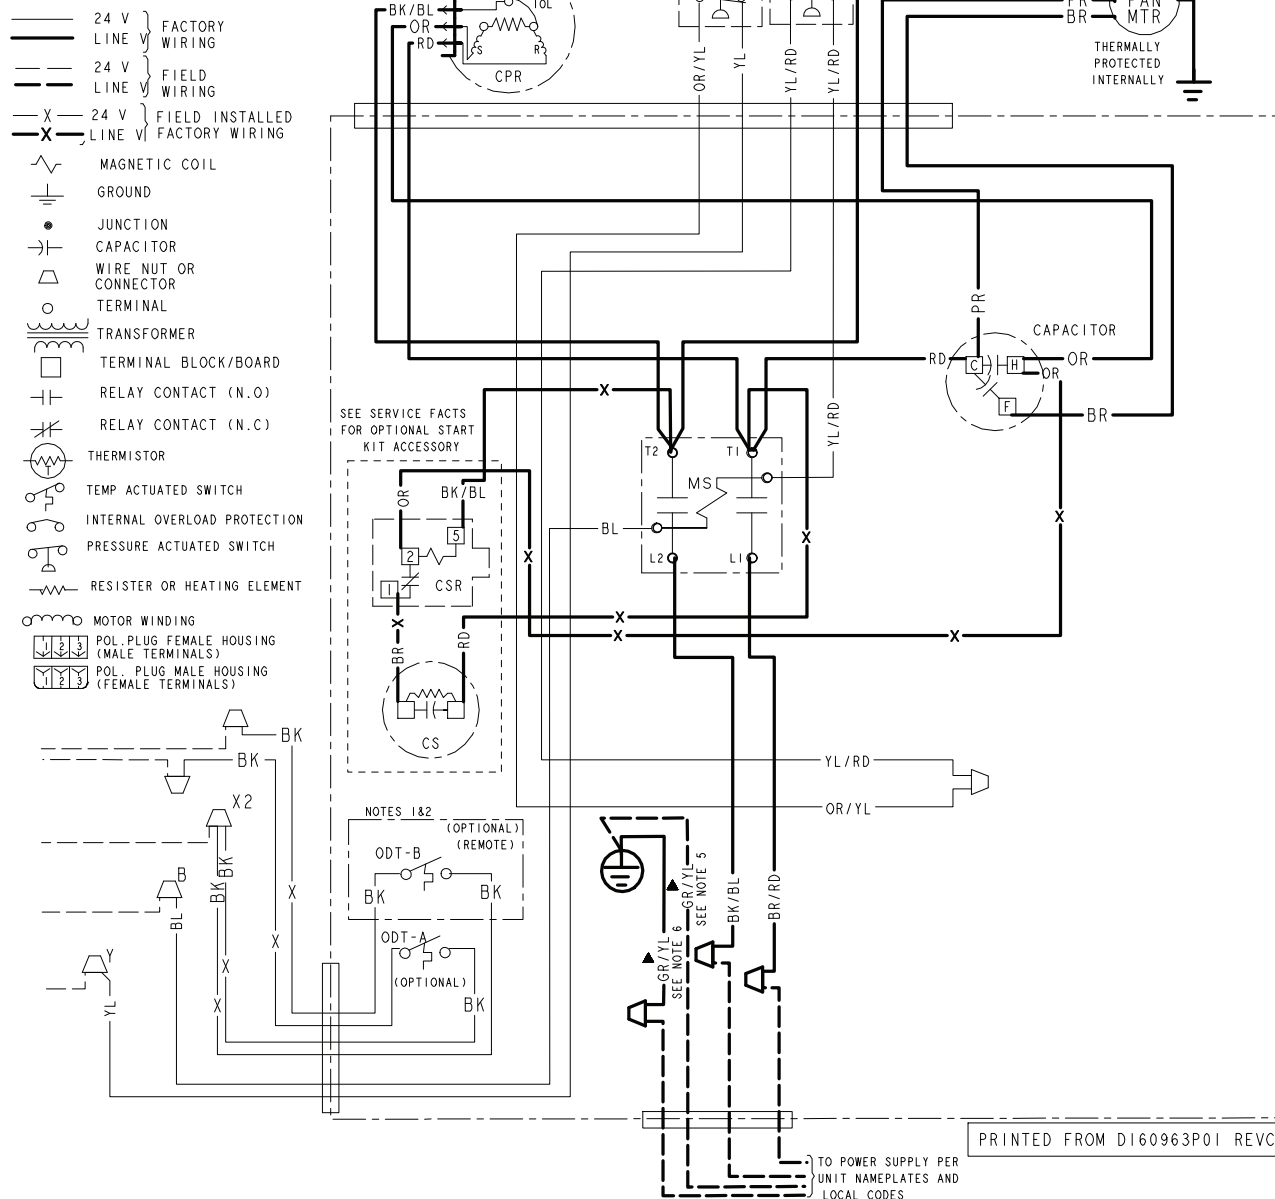 24 V
LINE V
FACTORY
WIRING
24 V
LINE V
FIELD
WIRING
X
24 V
X
LINE V
FIELD INSTALLED
FACTORY WIRING
MAGNETIC COIL
GROUND
JUNCTION
CAPACITOR
WIRE NUT OR
CONNECTOR
TERMINAL
TRANSFORMER
TERMINAL BLOCK/BOARD
RELAY CONTACT (N.O)
RELAY CONTACT (N.C)
T
THERMISTOR
TEMP ACTUATED SWITCH
INTERNAL OVERLOAD PROTECTION
PRESSURE ACTUATED SWITCH
RESISTER OR HEATING ELEMENT
MOTOR WINDING
1 2 3
POL.PLUG FEMALE HOUSING
(MALE TERMINALS)
1 2 3
POL. PLUG MALE HOUSING
(FEMALE TERMINALS)
BK/BL
OR
RD
IOL
S
R
CPR
OR/YL
YL
YL/RD
YL/RD
PR
BR
FAN
MTR
THERMALLY
PROTECTED
INTERNALLY
PR
CAPACITOR
RD
C
H
OR
OR
F
BR
YL/RD
X
SEE SERVICE FACTS
FOR OPTIONAL START
KIT ACCESSORY
OR
BK/BL
5
2
1
CSR
X
BR
RD
CS
X
X
X
X
X
X
T2
T1
MS
BL
L2
L1
BK
BK
X2
BK
BK
B
BL
Y
YL
X
X
X
X
NOTES 1&2
(OPTIONAL)
(REMOTE)
ODT-B
BK
BK
ODT-A
(OPTIONAL)
BK
YL/RD
OR/YL
GR/YL
SEE NOTE 5
GR/YL
SEE NOTE 6
BK/BL
BR/RD
PRINTED FROM D160963P01 REVC
TO POWER SUPPLY PER
UNIT NAMEPLATES AND
LOCAL CODES